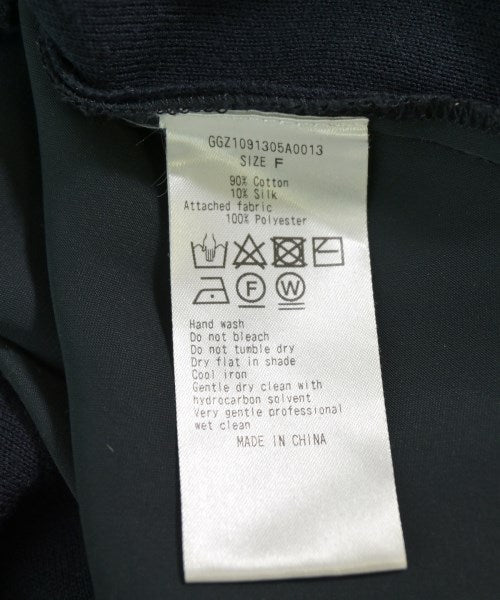 GGZ1091305A0013
SIZE F
90% Cotton
10% Silk
Attached fabric
100% Polyester
F W
Hand wash
Do not bleach
Do not tumble dry
Dry flat in shade
Cool iron
Gentle dry clean with
hydrocarbon solvent
Very gentle professional
wet clean
MADE IN CHINA